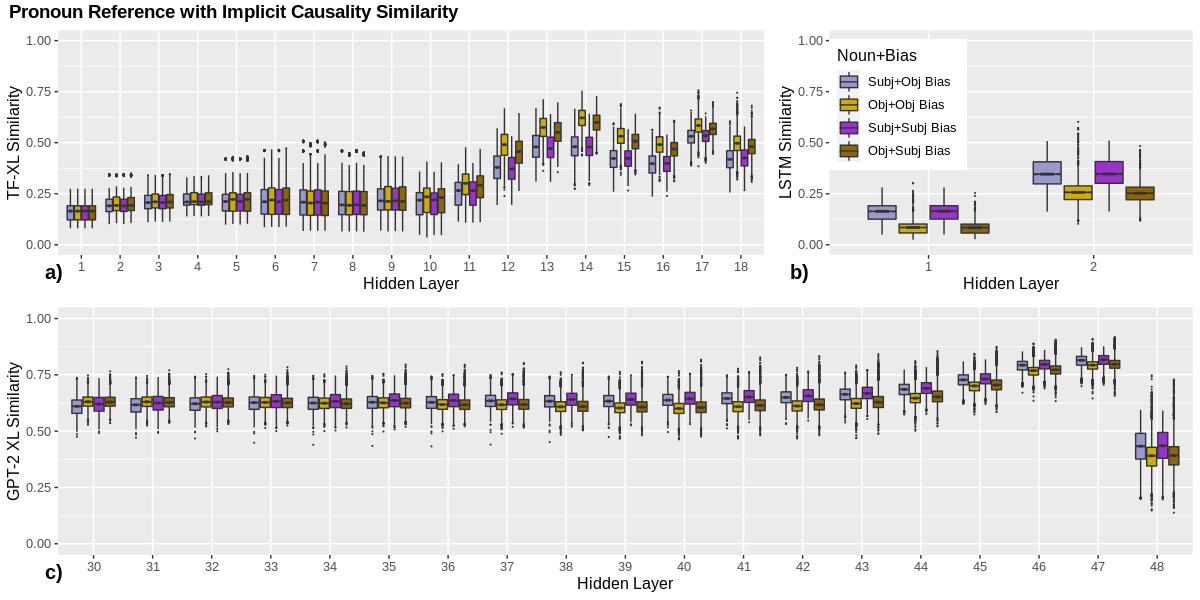 Pronoun Reference with Implicit Causality Similarity
TF-XL Similarity
1.00
0.75
0.50
0.25
0.00
1 2 3 4 5 6 7 8 9 10 11 12 13 14 15 16 17 18
a)
Hidden Layer
LSTM Similarity
1.00
0.75
0.50
0.25
0.00
Noun+Bias
Subj+Obj Bias
Obj+Obj Bias
Subj+Subj Bias
Obj+Subj Bias
1 2
b)
Hidden Layer
GPT-2 XL Similarity
1.00
0.75
0.50
0.25
0.00
30 31 32 33 34 35 36 37 38 39 40 41 42 43 44 45 46 47 48
c)
Hidden Layer